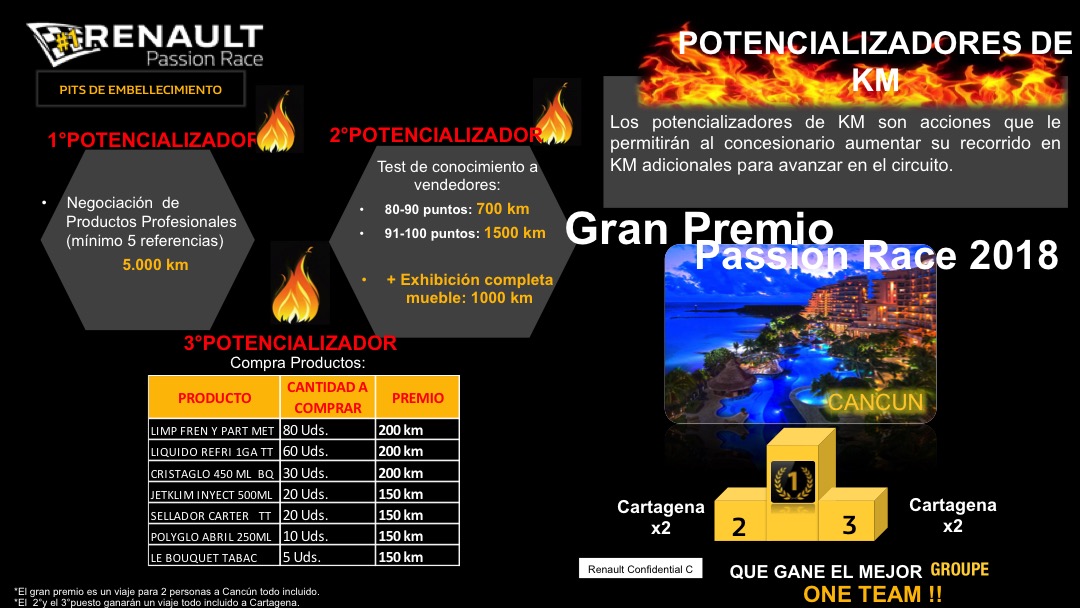 #1 RENAULT
Passion Race
PITS DE EMBELLECIMIENTO
POTENCIALIZADORES DE
KM
Los potencializadores de KM son acciones que le
permitirán al concesionario aumentar su recorrido en
KM adicionales para avanzar en el circuito.
1°POTENCIALIZADOR
• Negociación de
Productos Profesionales
(mínimo 5 referencias)
5.000 km
2°POTENCIALIZADOR
Test de conocimiento a
vendedores:
• 80-90 puntos: 700 km
• 91-100 puntos: 1500 km
• + Exhibición completa
mueble: 1000 km
3°POTENCIALIZADOR
Compra Productos:
PRODUCTO CANTIDAD A COMPRAR PREMIO
LIMP FREN Y PART MET 80 Uds. 200 km
LIQUIDO REFRI 1GA TT 60 Uds. 200 km
CRISTAGLO 450 ML BQ 30 Uds. 200 km
JETKLIM INYECT 500ML 20 Uds. 150 km
SELLADOR CARTER TT 20 Uds. 150 km
POLYGLO ABRIL 250ML 10 Uds. 150 km
LE BOUQUET TABAC 5 Uds. 150 km
Gran Premio
Passion Race 2018
CANCUN
1
Cartagena
x2
2
3
Cartagena
x2
Renault Confidential C
QUE GANE EL MEJOR GROUPE
ONE TEAM !!
*El gran premio es un viaje para 2 personas a Cancún todo incluido.
*El 2°y el 3°puesto ganarán un viaje todo incluido a Cartagena.